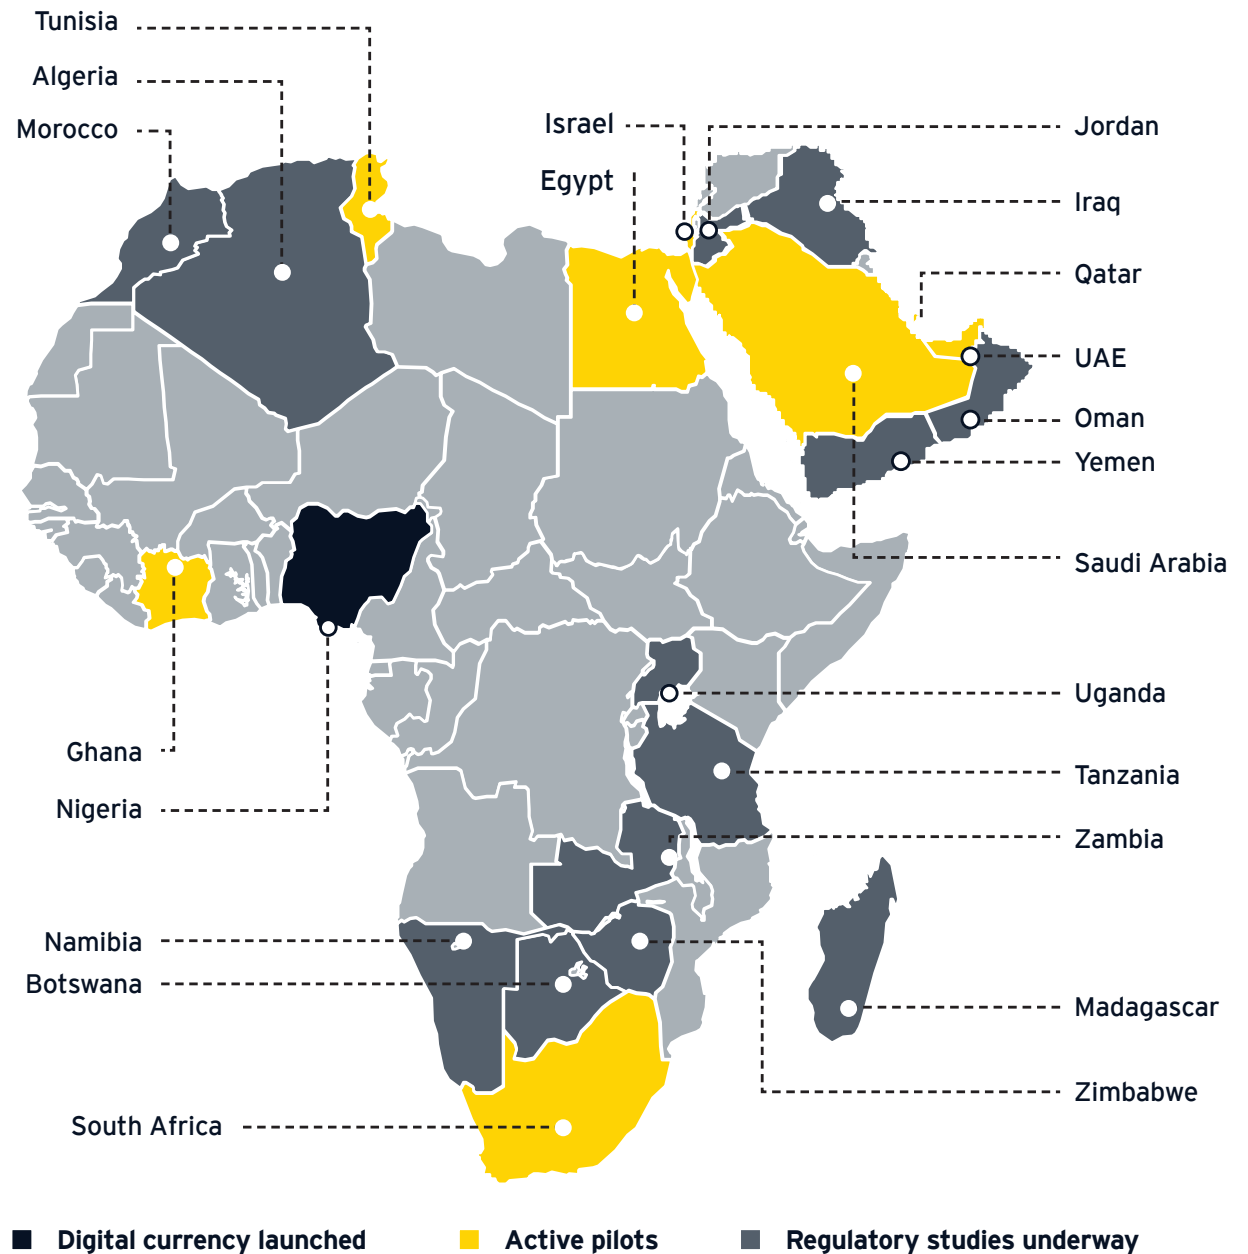 Tunisia
Algeria
Morocco
Israel
Egypt
Jordan
Iraq
Qatar
UAE
Oman
Yemen
Saudi Arabia
Ghana
Nigeria
Uganda
Tanzania
Zambia
Namibia
Botswana
Madagascar
Zimbabwe
South Africa
Digital currency launched
Active pilots
Regulatory studies underway